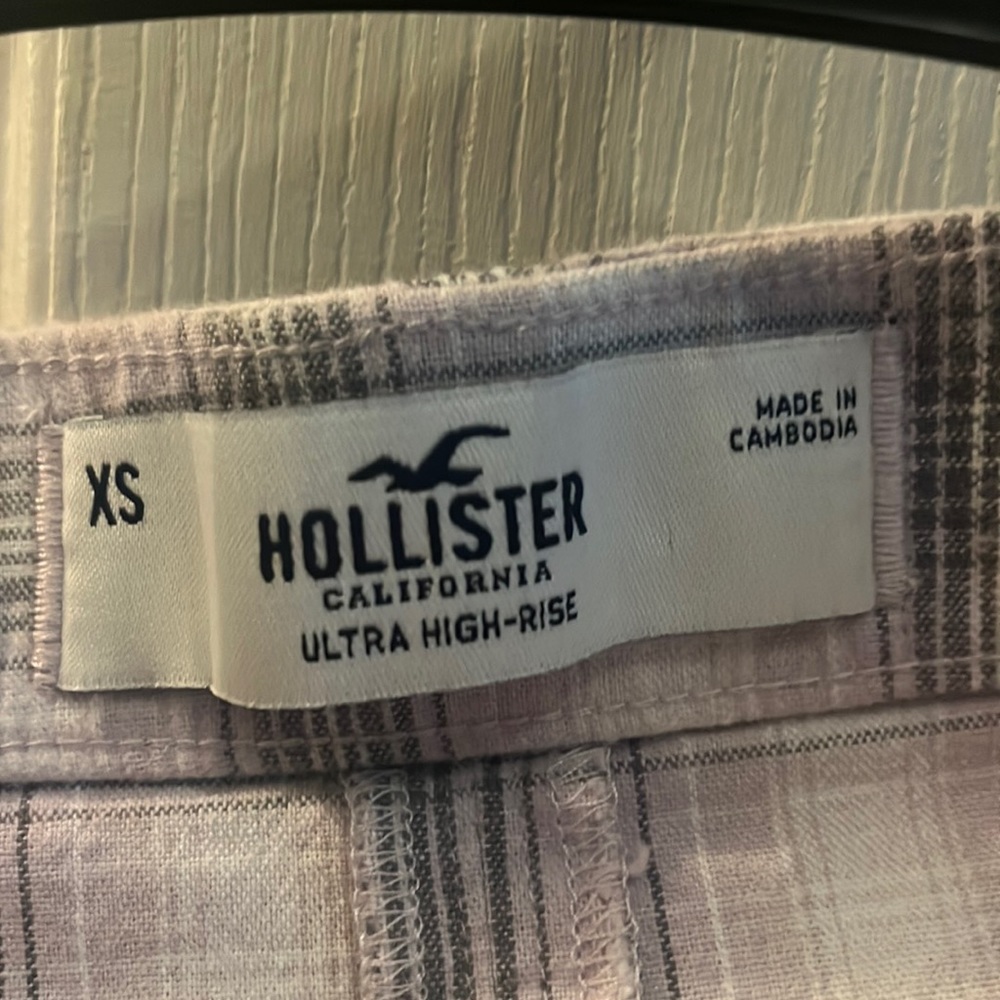 XS
HOLLISTER
CALIFORNIA
ULTRA HIGH-RISE
MADE IN
CAMBODIA